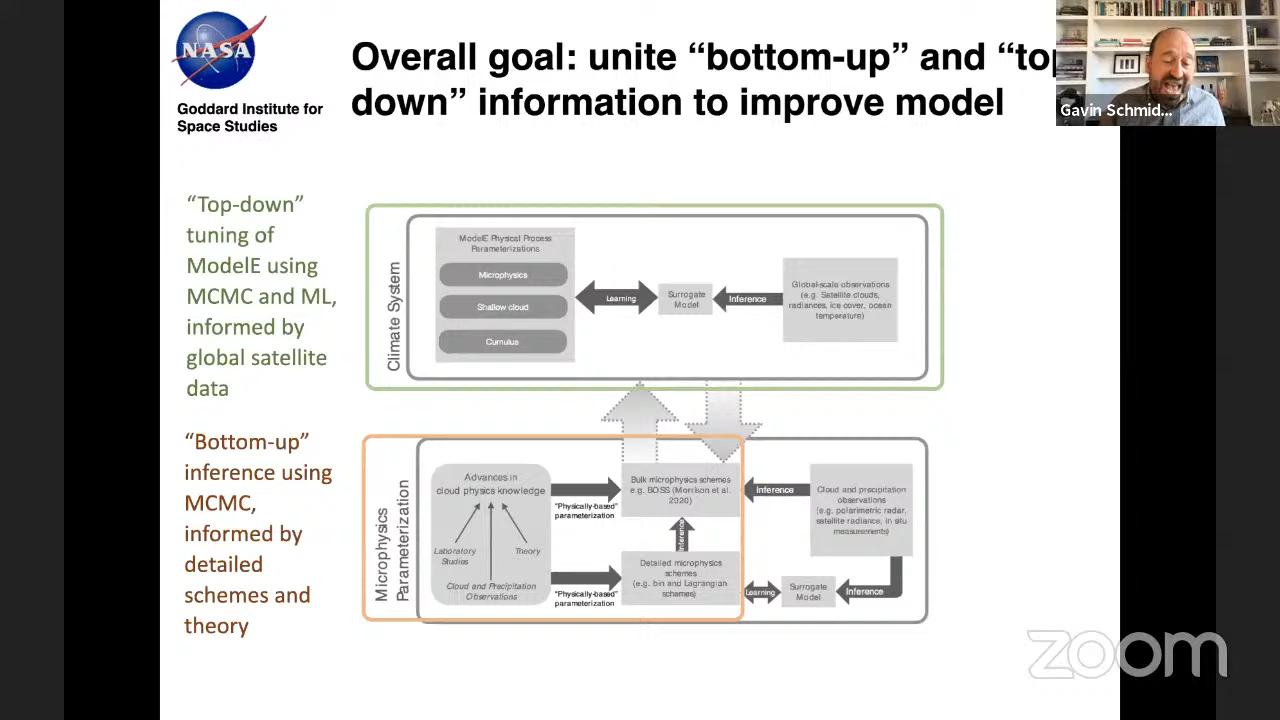 NASA
Goddard Institute for
Space Studies
Overall goal: unite “bottom-up” and “to
down” information to improve model
Gavin Schmid...
“Top-down”
tuning of
ModelE using
MCMC and ML,
informed by
global satellite
data
Climate System
ModelE Physical Process
Parameterizations
Microphysics
Shallow cloud
Cumulus
Learning
Surrogate
Model
Inference
Global-scale observations
(e.g. Satellite clouds,
radiances, ice cover, ocean
temperature)
“Bottom-up”
inference using
MCMC,
informed by
detailed
schemes and
theory
Microphysics
Parameterization
Advances in
cloud physics knowledge
Laboratory
Studies
Theory
Cloud and Precipitation
Observations
"Physically-based"
parameterization
"Physically-based"
parameterization
Bulk microphysics schemes
e.g. BOSS (Morrison et al.
2020)
Inference
Detailed microphysics
schemes
(e.g. bin and Lagrangian
schemes)
Inference
Cloud and precipitation
observations
(e.g. polarimetric radar,
satellite radiance, in situ
measurements)
Learning
Surrogate
Model
Inference
zoom